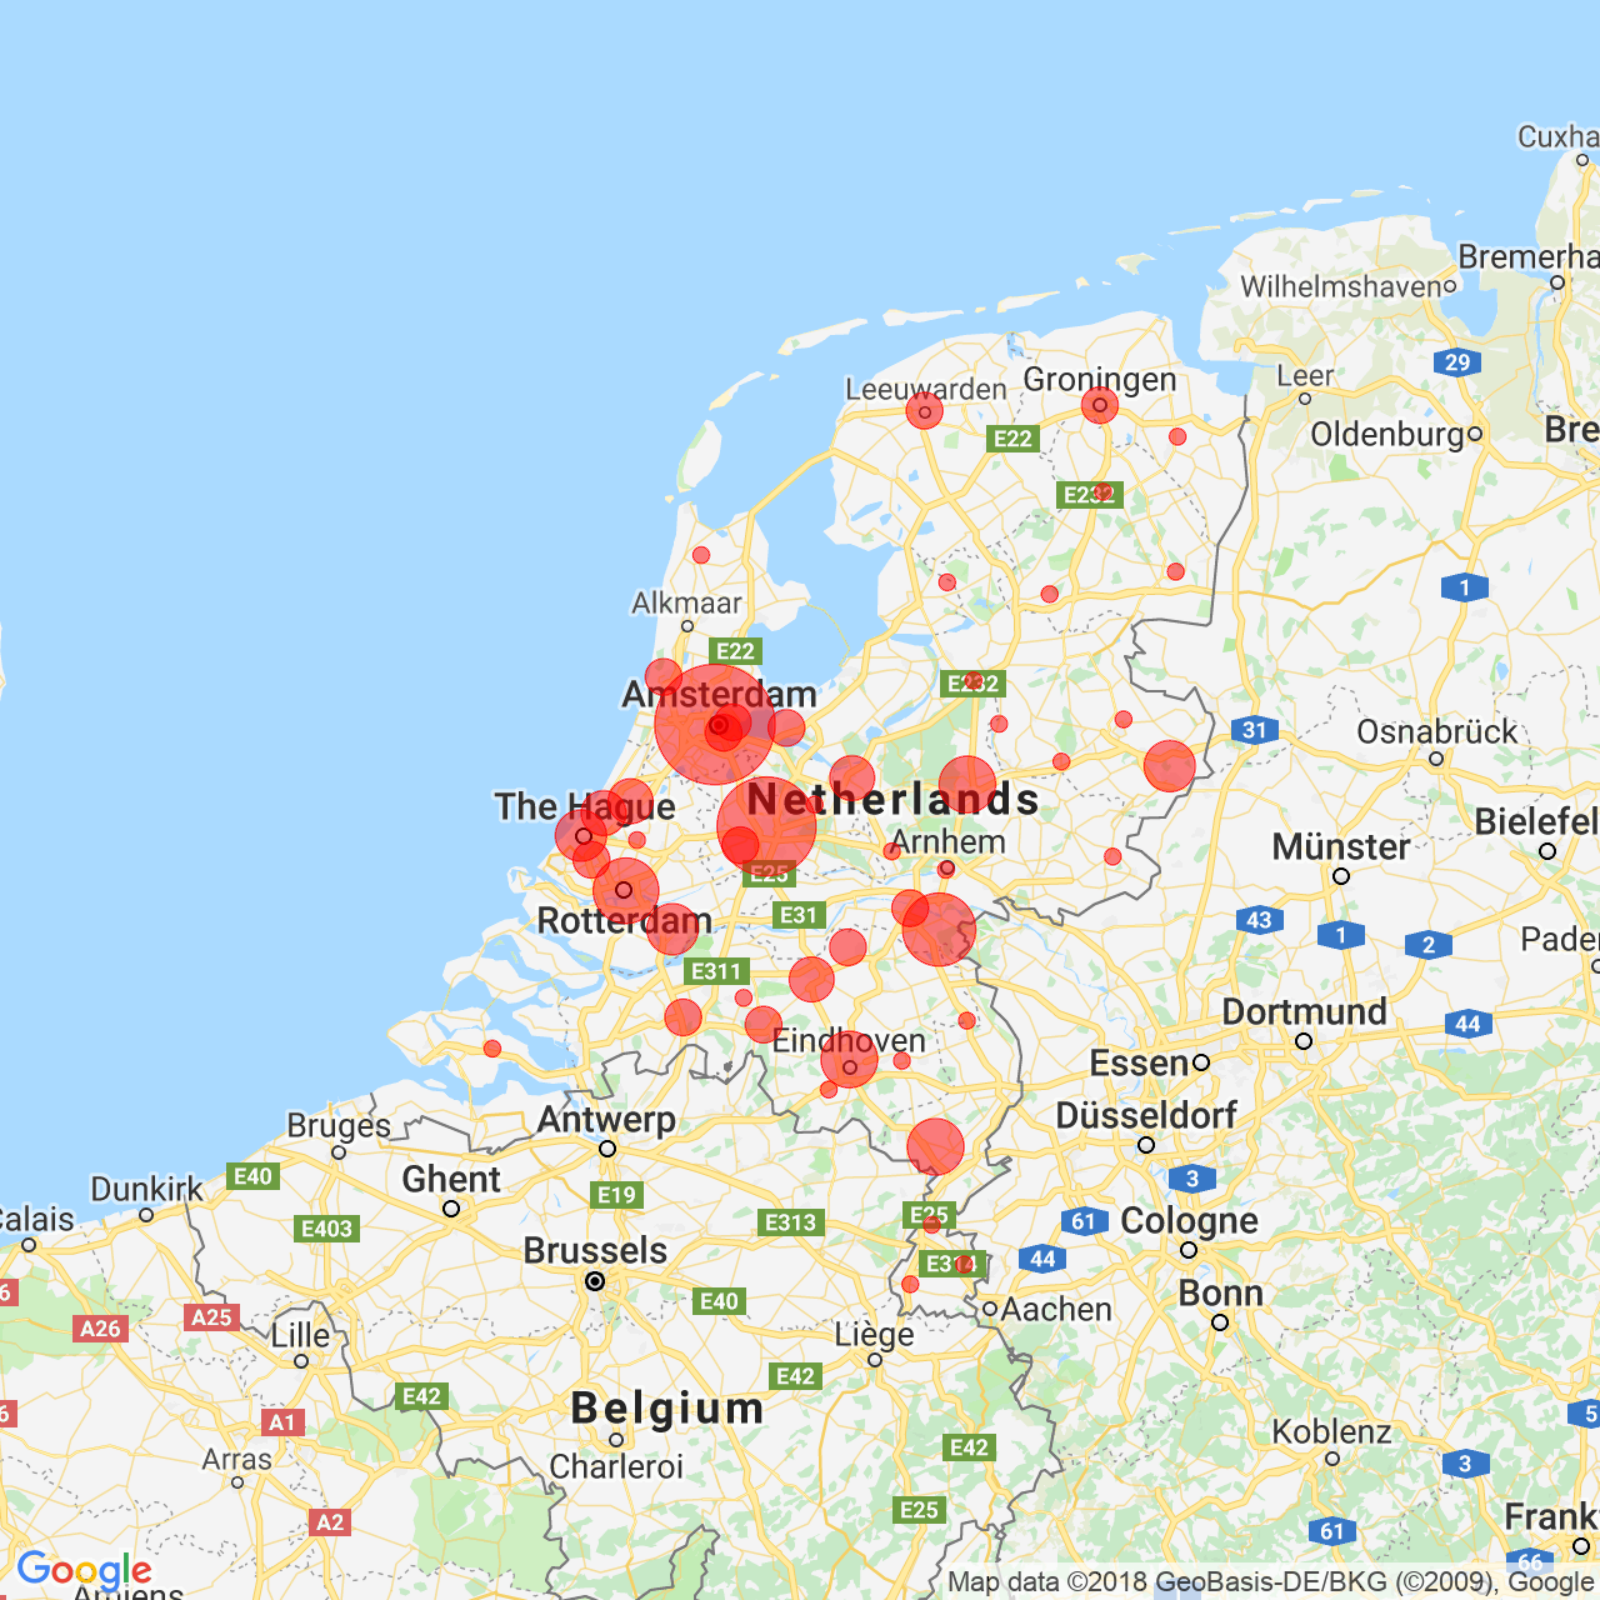 Cuxha
Bremerha
Wilhelmshaven
29
Leer
Groningen
Leeuwarden
Oldenburg
Bre
E22
E232
1
Alkmaar
E22
E232
Amsterdam
31
Osnabrück
The Hague
Netherlands
Bielefel
Arnhem
Münster
E25
E31
43
1
2
Rotterdam
Pader
E311
Dortmund
44
Eindhoven
Essen
Düsseldorf
Bruges
Antwerp
E40
Ghent
3
Dunkirk
E19
Calais
E403
E313
E25
61
Cologne
Brussels
E314
44
6
A26
A25
E40
Bonn
Aachen
Lille
Liège
E42
E42
6
A1
Belgium
5
Arras
Charleroi
E42
Koblenz
3
A2
E25
61
Frank
66
Google
Amiens
Map data ©2018 GeoBasis-DE/BKG (©2009), Google